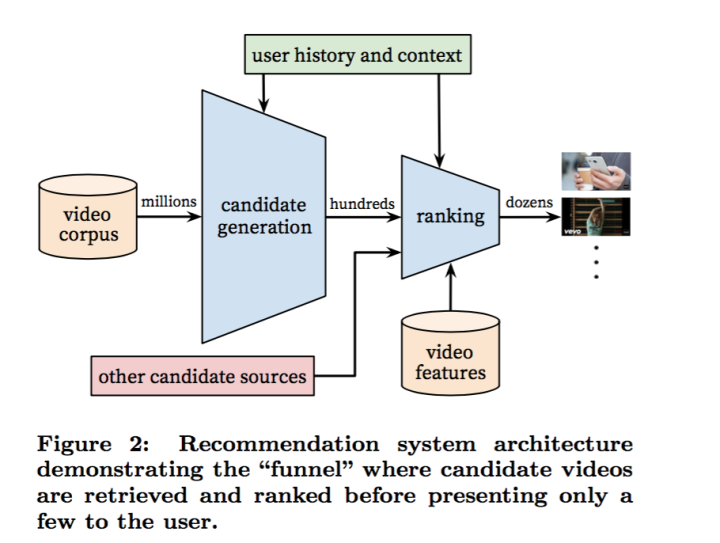 user history and context
video
corpus
millions
candidate
generation
hundreds
ranking
dozens
vevo
other candidate sources
video
features
Figure 2: Recommendation system architecture
demonstrating the “funnel” where candidate videos
are retrieved and ranked before presenting only a
few to the user.